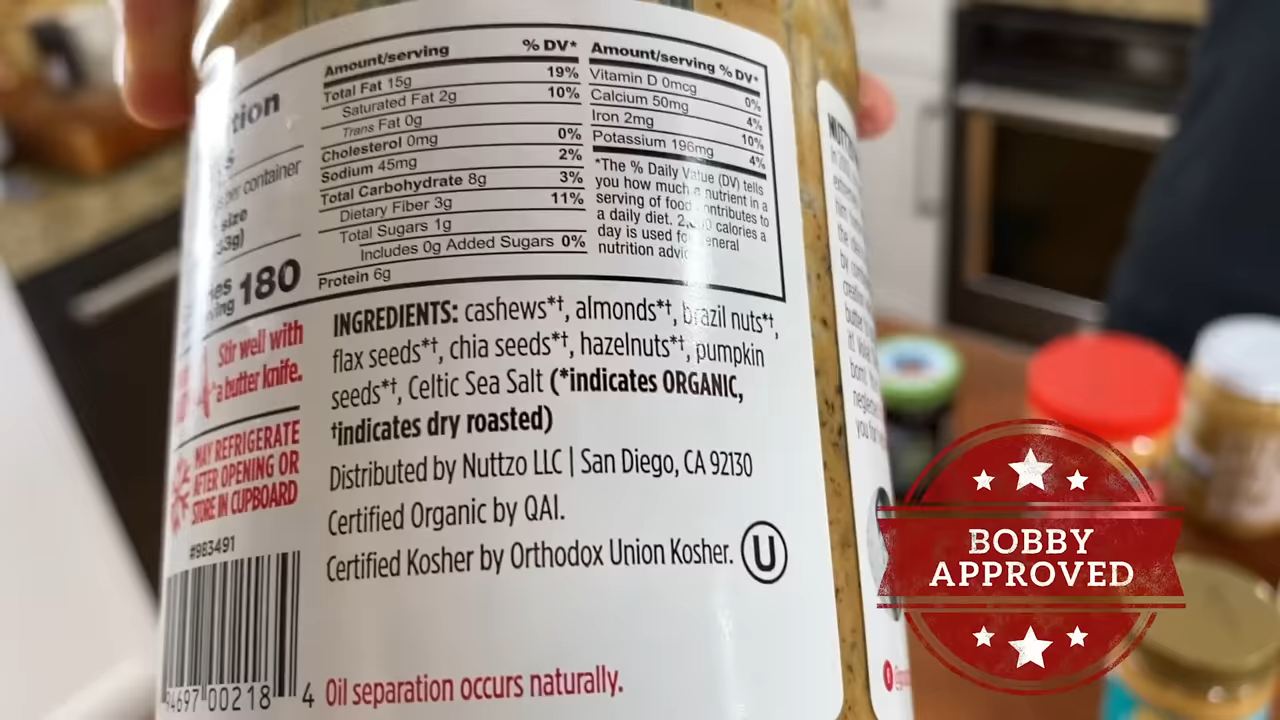 Amount/serving % DV*
Total Fat 15g 19%
Saturated Fat 2g 10%
Trans Fat 0g
Cholesterol 0mg 0%
Sodium 45mg 2%
Total Carbohydrate 8g 3%
Dietary Fiber 3g 11%
Total Sugars 1g
Includes 0g Added Sugars 0%
Protein 6g
Amount/serving % DV*
Vitamin D 0mcg 0%
Calcium 50mg 4%
Iron 2mg 10%
Potassium 196mg 4%
*The % Daily Value (DV) tells
you how much a nutrient in a
serving of food contributes to
a daily diet. calories a
day is used for general
nutrition advic
per container
size
180
Stir well with
a butter knife.
MAY REFRIGERATE
AFTER OPENING OR
STORE IN CUPBOARD
#983491
94697 00218 4
INGREDIENTS: cashews*†, almonds*†, brazil nuts*†,
flax seeds*†, chia seeds*†, hazelnuts*†, pumpkin
seeds*†, Celtic Sea Salt (*indicates ORGANIC,
†indicates dry roasted)
Distributed by Nuttzo LLC | San Diego, CA 92130
Certified Organic by QAI.
Certified Kosher by Orthodox Union Kosher. U
Oil separation occurs naturally.
BOBBY
APPROVED